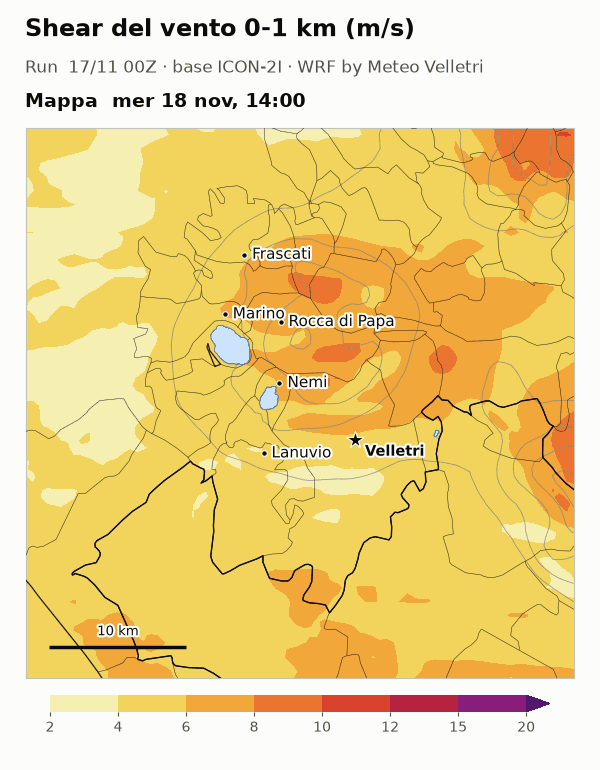 Shear del vento 0-1 km (m/s)
Run  17/11 00Z · base ICON-2I · WRF by Meteo Velletri
Mappa  mer 18 nov, 14:00
Frascati
Marino
Rocca di Papa
Nemi
Velletri
Lanuvio
10 km
2 4 6 8 10 12 15 20